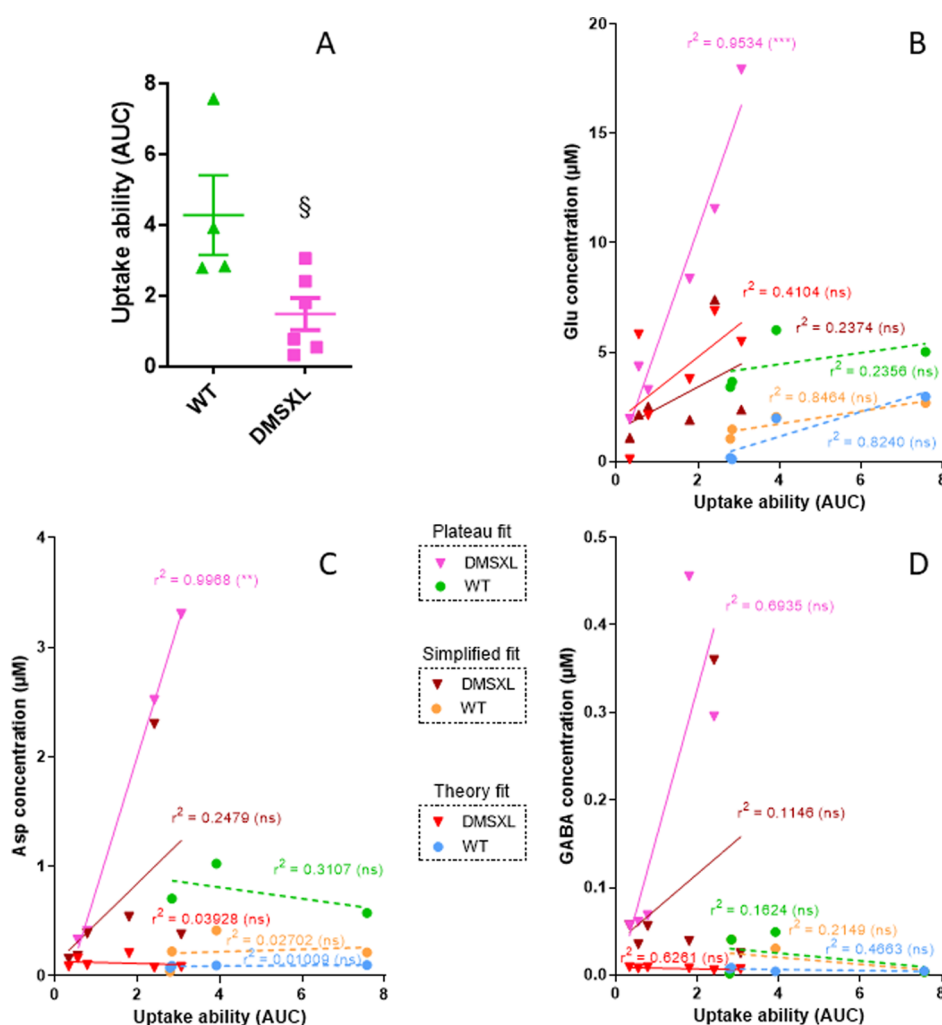 A
8
6
4
2
0
Uptake ability (AUC)
§
WT
DMSXL
B
r² = 0.9534 (***)
20
15
10
5
0
Glu concentration (µM)
r² = 0.4104 (ns)
r² = 0.2374 (ns)
r² = 0.2356 (ns)
r² = 0.8464 (ns)
r² = 0.8240 (ns)
0 2 4 6 8
Uptake ability (AUC)
C
r² = 0.9968 (**)
4
3
2
1
0
Asp concentration (µM)
r² = 0.2479 (ns)
r² = 0.3107 (ns)
r² = 0.03928 (ns)
r² = 0.02702 (ns)
r² = 0.01009 (ns)
0 2 4 6 8
Uptake ability (AUC)
Plateau fit
DMSXL
WT
Simplified fit
DMSXL
WT
Theory fit
DMSXL
WT
D
0.5
0.4
0.3
0.2
0.1
0.0
GABA concentration (µM)
r² = 0.6935 (ns)
r² = 0.1146 (ns)
r² = 0.1624 (ns)
r² = 0.2149 (ns)
r² = 0.4663 (ns)
r² = 0.6261 (ns)
0 2 4 6 8
Uptake ability (AUC)